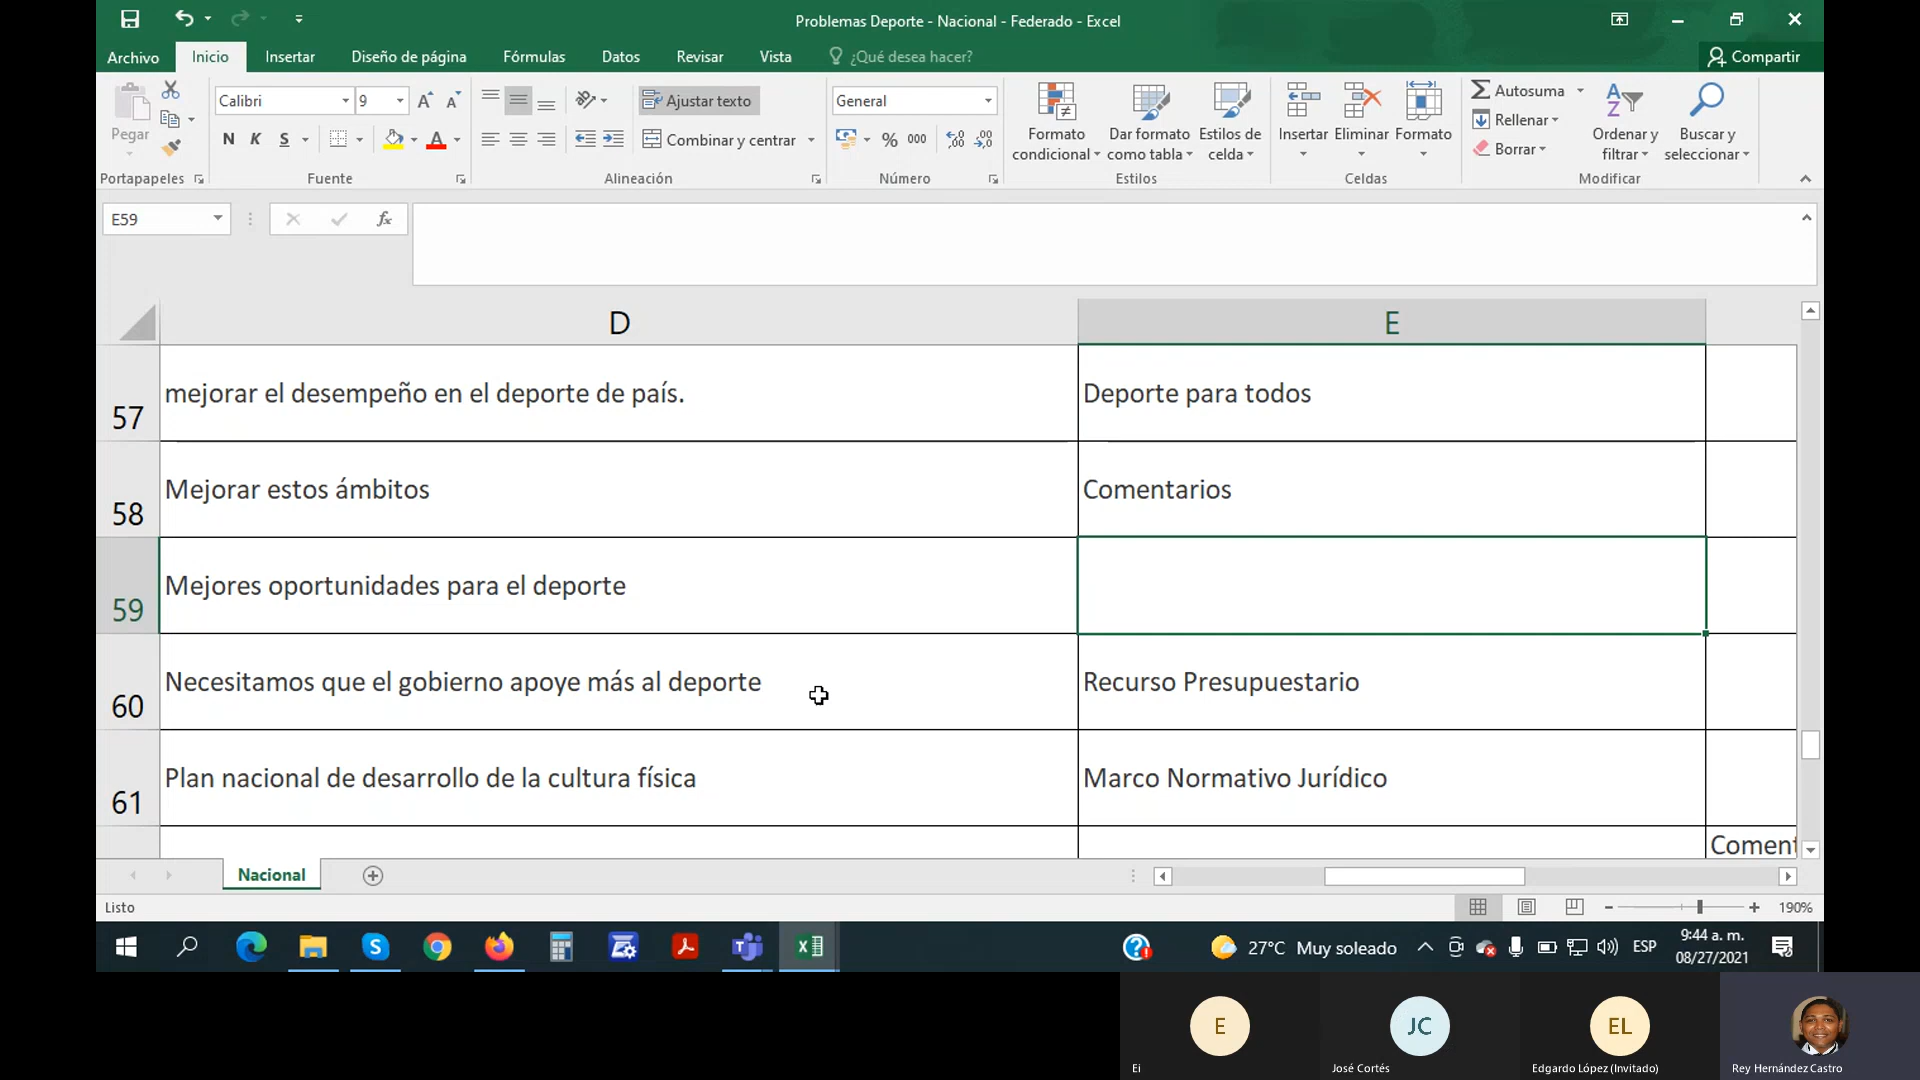 Problemas Deporte - Nacional - Federado - Excel
Archivo Inicio Insertar Diseño de página Fórmulas Datos Revisar Vista ¿Qué desea hacer? Compartir
Calibri 9 Ajustar texto General Autosuma
Pegar Rellenar
N K S Combinar y centrar % 000 Formato condicional Dar formato como tabla Estilos de celda Insertar Eliminar Formato Ordenar y filtrar Buscar y seleccionar
Borrar
Portapapeles Fuente Alineación Número Estilos Celdas Modificar
E59 fx
D E
57 mejorar el desempeño en el deporte de país. Deporte para todos
58 Mejorar estos ámbitos Comentarios
59 Mejores oportunidades para el deporte
60 Necesitamos que el gobierno apoye más al deporte Recurso Presupuestario
61 Plan nacional de desarrollo de la cultura física Marco Normativo Jurídico
Coment
Nacional
Listo 190%
27°C Muy soleado ESP 9:44 a. m.
08/27/2021
E JC EL
Ei José Cortés Edgardo López (Invitado) Rey Hernández Castro